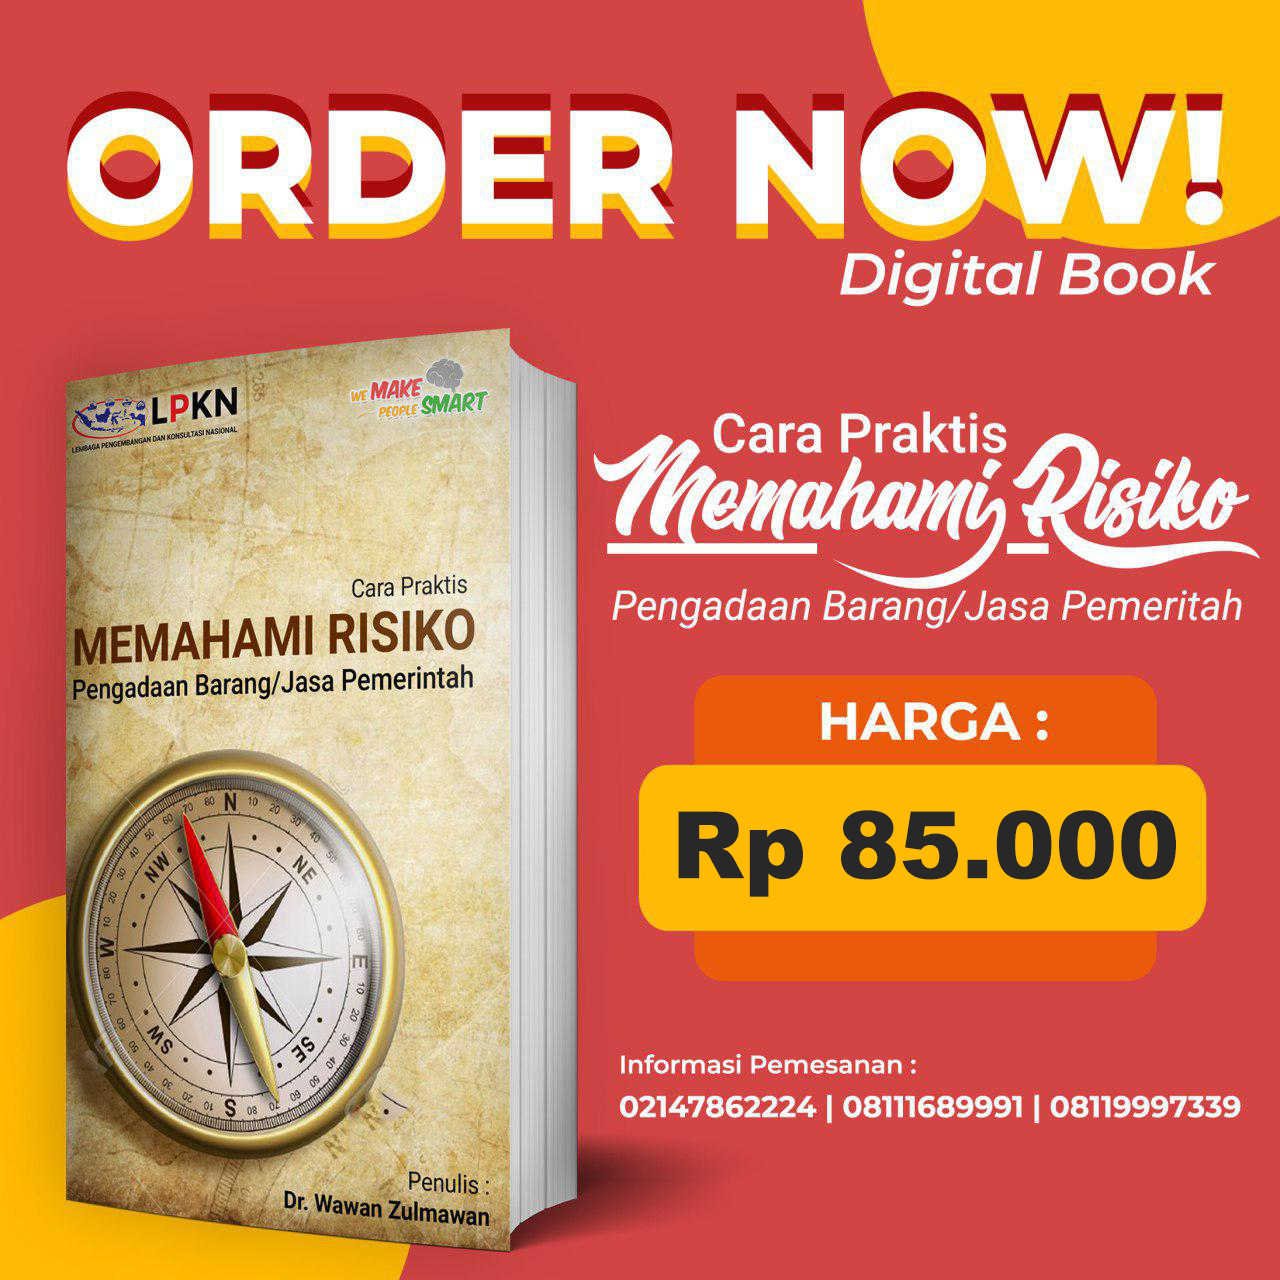 ORDER NOW!
Digital Book
LPKN
LEMBAGA PENGEMBANGAN DAN KONSULTASI NASIONAL
WE MAKE
PEOPLE SMART
Cara Praktis
MEMAHAMI RISIKO
Pengadaan Barang/Jasa Pemerintah
N
NE
E
SE
S
SW
W
NW
Penulis :
Dr. Wawan Zulmawan
Cara Praktis
Memahami Risiko
Pengadaan Barang/Jasa Pemeritah
HARGA :
Rp 85.000
Informasi Pemesanan :
02147862224 | 08111689991 | 08119997339